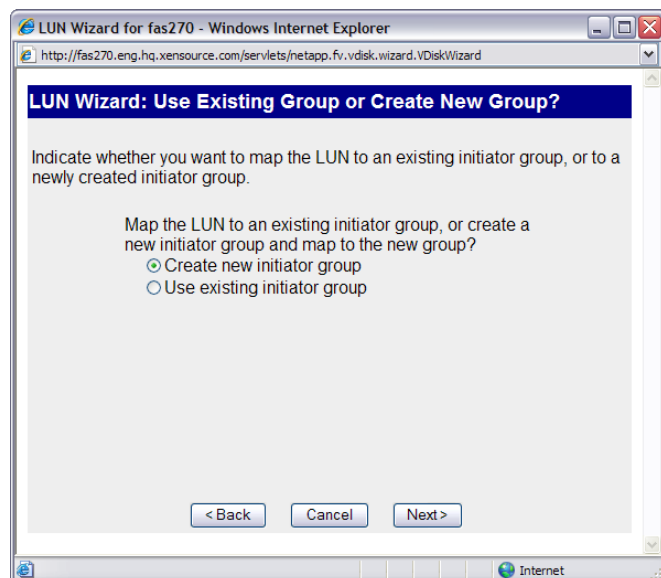 LUN Wizard for fas270 - Windows Internet Explorer
http://fas270.eng.hq.xensource.com/servlets/netapp.fv.vdisk.wizard.VDiskWizard
LUN Wizard: Use Existing Group or Create New Group?
Indicate whether you want to map the LUN to an existing initiator group, or to a
newly created initiator group.
Map the LUN to an existing initiator group, or create a
new initiator group and map to the new group?
Create new initiator group
Use existing initiator group
< Back
Cancel
Next >
Internet